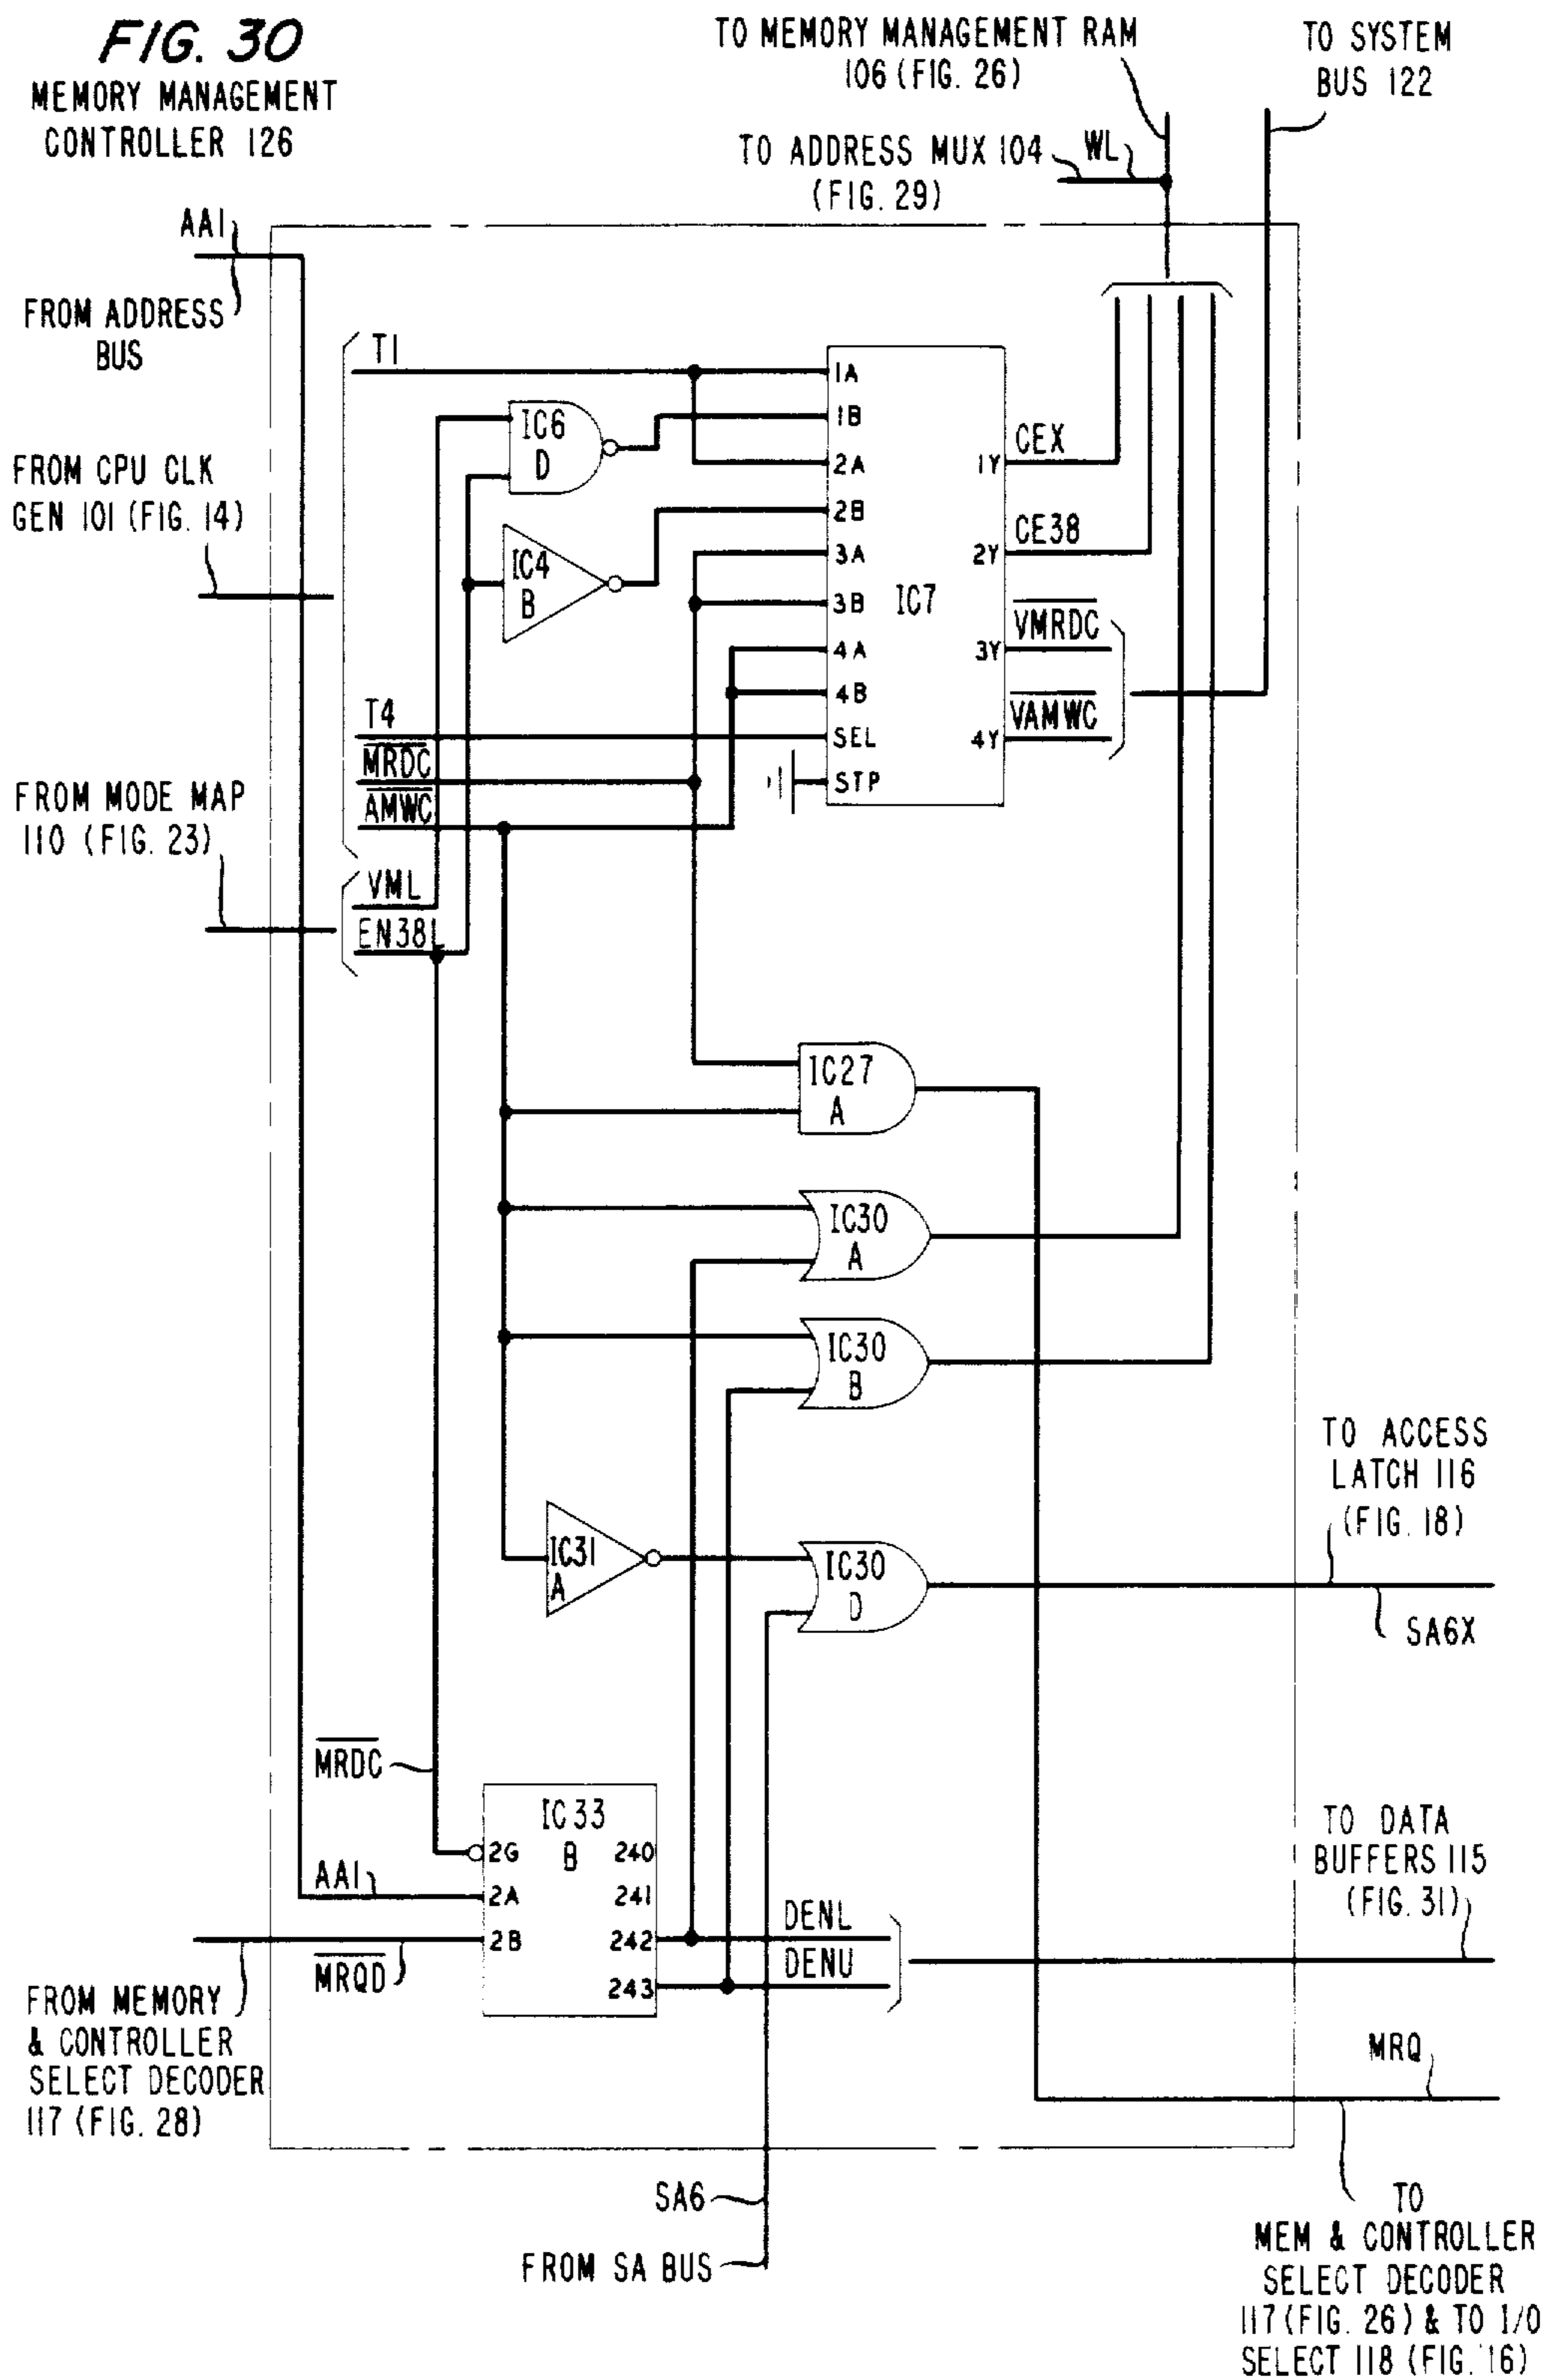 FIG. 30
MEMORY MANAGEMENT
CONTROLLER 126
TO MEMORY MANAGEMENT RAM
106 (FIG. 26)
TO SYSTEM
BUS 122
TO ADDRESS MUX 104
(FIG. 29)
WL
AA1
FROM ADDRESS
BUS
T1
FROM CPU CLK
GEN 101 (FIG. 14)
IC6
D
IC4
B
1A
1B
2A
2B
3A
3B
4A
4B
SEL
STP
IC7
1Y
2Y
3Y
4Y
CEX
CE38
VMRDC
VAMWC
T4
MRDC
AMWC
FROM MODE MAP
110 (FIG. 23)
VML
EN38L
IC27
A
IC30
A
IC30
B
IC31
A
IC30
D
TO ACCESS
LATCH 116
(FIG. 18)
SA6X
MRDC
IC33
B
2G
2A
2B
240
241
242
243
AA1
MRQD
FROM MEMORY
& CONTROLLER
SELECT DECODER
117 (FIG. 28)
DENL
DENU
TO DATA
BUFFERS 115
(FIG. 31)
MRQ
SA6
FROM SA BUS
TO
MEM & CONTROLLER
SELECT DECODER
117 (FIG. 26) & TO I/O
SELECT 118 (FIG. 16)